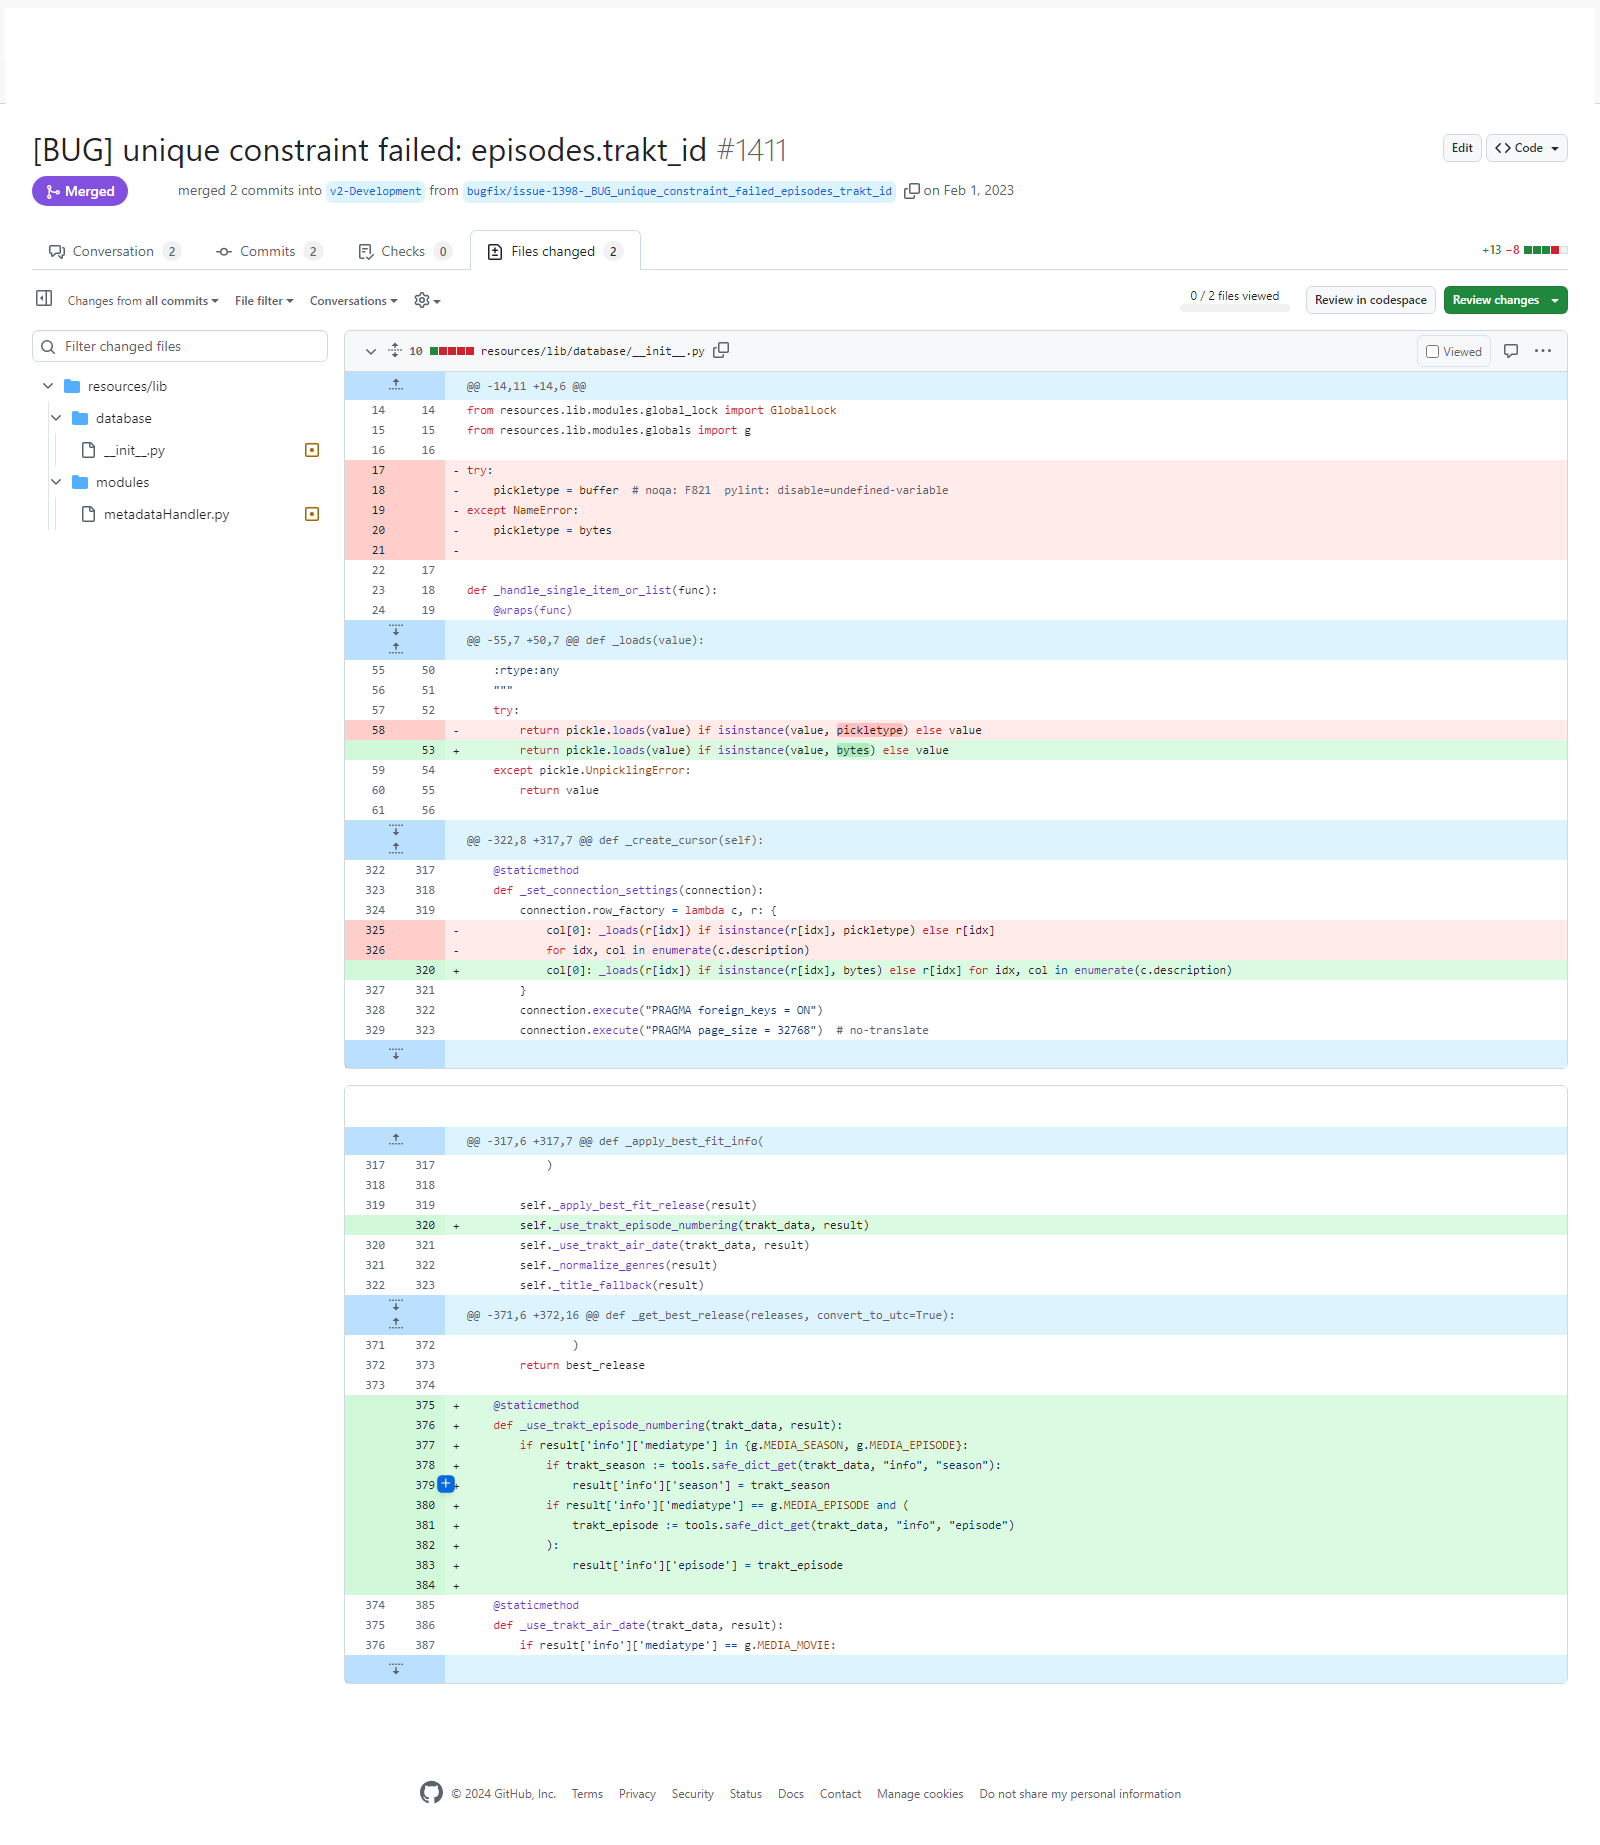 [BUG] unique constraint failed: episodes.trakt_id #1411
Edit
<> Code
Merged
merged 2 commits into v2-Development from bugfix/issue-1398-_BUG_unique_constraint_failed_episodes_trakt_id on Feb 1, 2023
Conversation 2
Commits 2
Checks 0
Files changed 2
+13 −8
Changes from all commits
File filter
Conversations
0 / 2 files viewed
Review in codespace
Review changes
Filter changed files
resources/lib
database
__init__.py
modules
metadataHandler.py
10 resources/lib/database/__init__.py
Viewed
@@ -14,11 +14,6 @@
14 14 from resources.lib.modules.global_lock import GlobalLock
15 15 from resources.lib.modules.globals import g
16 16
17 - try:
18 - pickletype = buffer # noqa: F821 pylint: disable=undefined-variable
19 - except NameError:
20 - pickletype = bytes
21 -
22 17
23 18 def _handle_single_item_or_list(func):
24 19 @wraps(func)
@@ -55,7 +50,7 @@ def _loads(value):
55 50 :rtype:any
56 51 """
57 52 try:
58 - return pickle.loads(value) if isinstance(value, pickletype) else value
53 + return pickle.loads(value) if isinstance(value, bytes) else value
59 54 except pickle.UnpicklingError:
60 55 return value
61 56
@@ -322,8 +317,7 @@ def _create_cursor(self):
322 317 @staticmethod
323 318 def _set_connection_settings(connection):
324 319 connection.row_factory = lambda c, r: {
325 - col[0]: _loads(r[idx]) if isinstance(r[idx], pickletype) else r[idx]
326 - for idx, col in enumerate(c.description)
320 + col[0]: _loads(r[idx]) if isinstance(r[idx], bytes) else r[idx] for idx, col in enumerate(c.description)
327 321 }
328 322 connection.execute("PRAGMA foreign_keys = ON")
329 323 connection.execute("PRAGMA page_size = 32768") # no-translate
@@ -317,6 +317,7 @@ def _apply_best_fit_info(
317 317 )
318 318
319 319 self._apply_best_fit_release(result)
320 + self._use_trakt_episode_numbering(trakt_data, result)
320 321 self._use_trakt_air_date(trakt_data, result)
321 322 self._normalize_genres(result)
322 323 self._title_fallback(result)
@@ -371,6 +372,16 @@ def _get_best_release(releases, convert_to_utc=True):
371 372 )
372 373 return best_release
373 374
375 + @staticmethod
376 + def _use_trakt_episode_numbering(trakt_data, result):
377 + if result['info']['mediatype'] in {g.MEDIA_SEASON, g.MEDIA_EPISODE}:
378 + if trakt_season := tools.safe_dict_get(trakt_data, "info", "season"):
379 + result['info']['season'] = trakt_season
380 + if result['info']['mediatype'] == g.MEDIA_EPISODE and (
381 + trakt_episode := tools.safe_dict_get(trakt_data, "info", "episode")
382 + ):
383 + result['info']['episode'] = trakt_episode
384 +
374 385 @staticmethod
375 386 def _use_trakt_air_date(trakt_data, result):
376 387 if result['info']['mediatype'] == g.MEDIA_MOVIE:
© 2024 GitHub, Inc. Terms Privacy Security Status Docs Contact Manage cookies Do not share my personal information